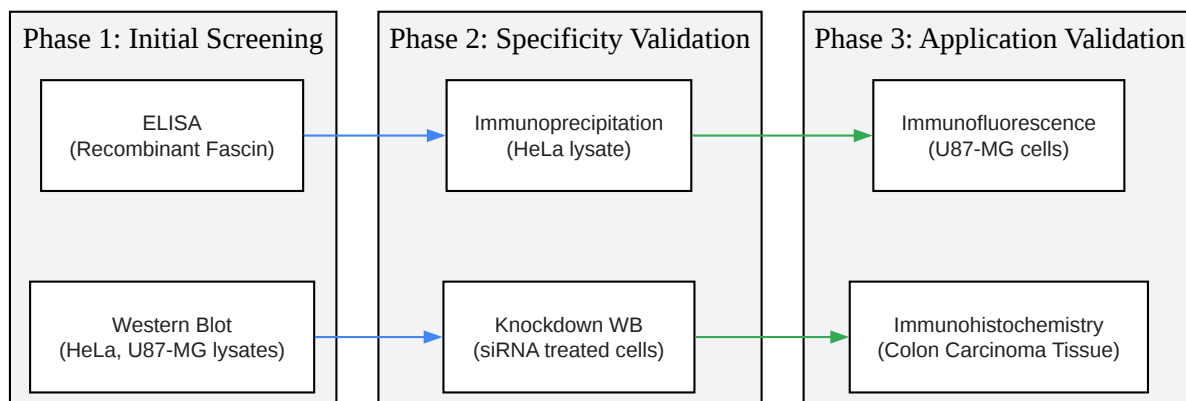 Phase 1: Initial Screening
ELISA
(Recombinant Fascin)
Western Blot
(HeLa, U87-MG lysates)
Phase 2: Specificity Validation
Immunoprecipitation
(HeLa lysate)
Knockdown WB
(siRNA treated cells)
Phase 3: Application Validation
Immunofluorescence
(U87-MG cells)
Immunohistochemistry
(Colon Carcinoma Tissue)